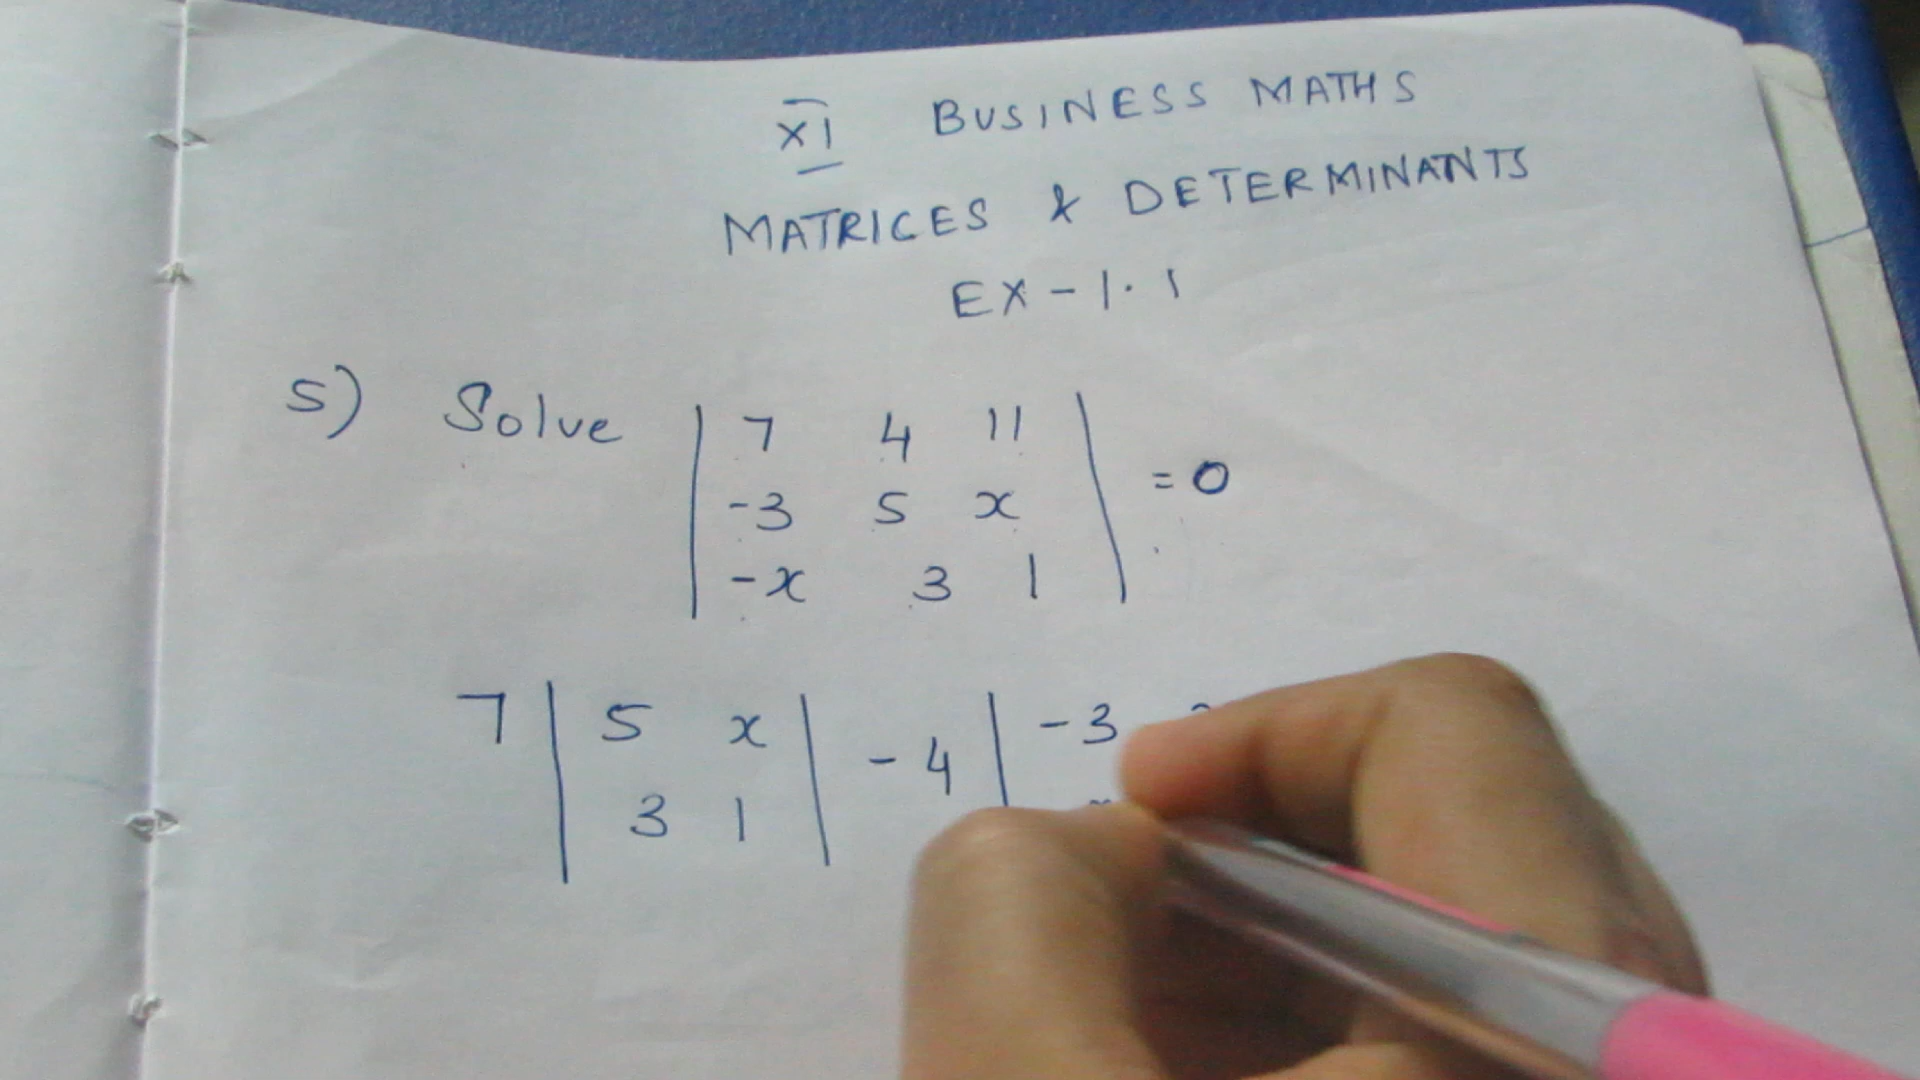 XI BUSINESS MATHS
MATRICES & DETERMINANTS
EX - 1.1
5) Solve | 7 4 11 |
| -3 5 x | = 0
| -x 3 1 |
7 | 5 x | - 4 | -3
| 3 1 |